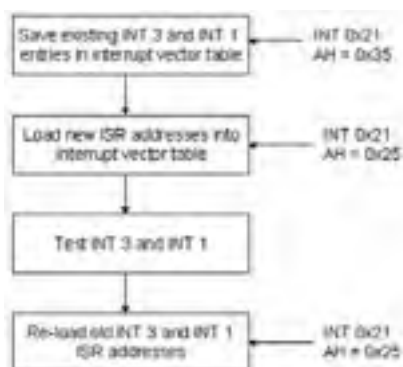 Save existing INT 3 and INT 1
entries in interrupt vector table
INT 0x21
AH = 0x35
Load new ISR addresses into
interrupt vector table
INT 0x21
AH = 0x25
Test INT 3 and INT 1
Re-load old INT 3 and INT 1
ISR addresses
INT 0x21
AH = 0x25